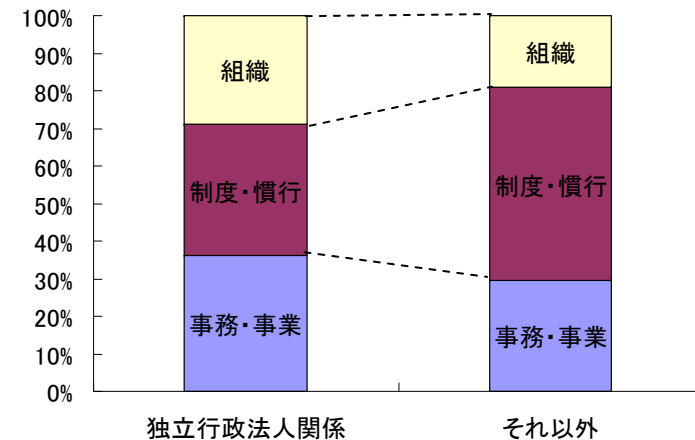 100%
90%
80%
70%
60%
50%
40%
30%
20%
10%
0%
組織
制度・慣行
事務・事業
組織
制度・慣行
事務・事業
独立行政法人関係
それ以外